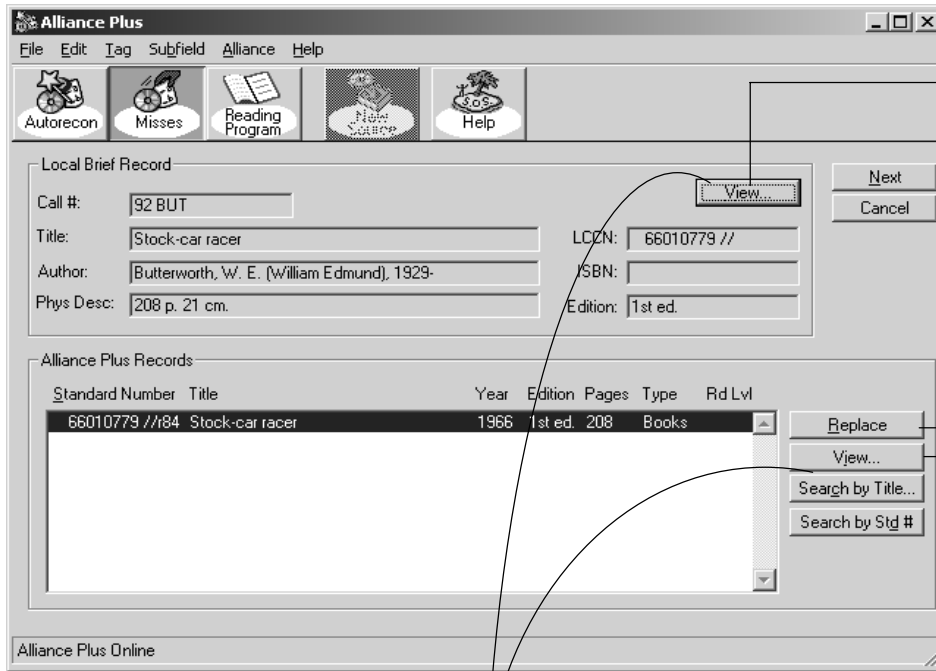 Alliance Plus
File Edit Tag Subfield Alliance Help
Autorecon
Misses
Reading
Program
New
Source
S.O.S.
Help
Local Brief Record
View...
Next
Cancel
Call #: 92 BUT
Title: Stock-car racer
LCCN: 66010779 //
Author: Butterworth, W. E. (William Edmund), 1929-
ISBN:
Phys Desc: 208 p. 21 cm.
Edition: 1st ed.
Alliance Plus Records
Standard Number Title Year Edition Pages Type Rd Lvl
66010779 //r84 Stock-car racer 1966 1st ed. 208 Books
Replace
View...
Search by Title...
Search by Std #
Alliance Plus Online